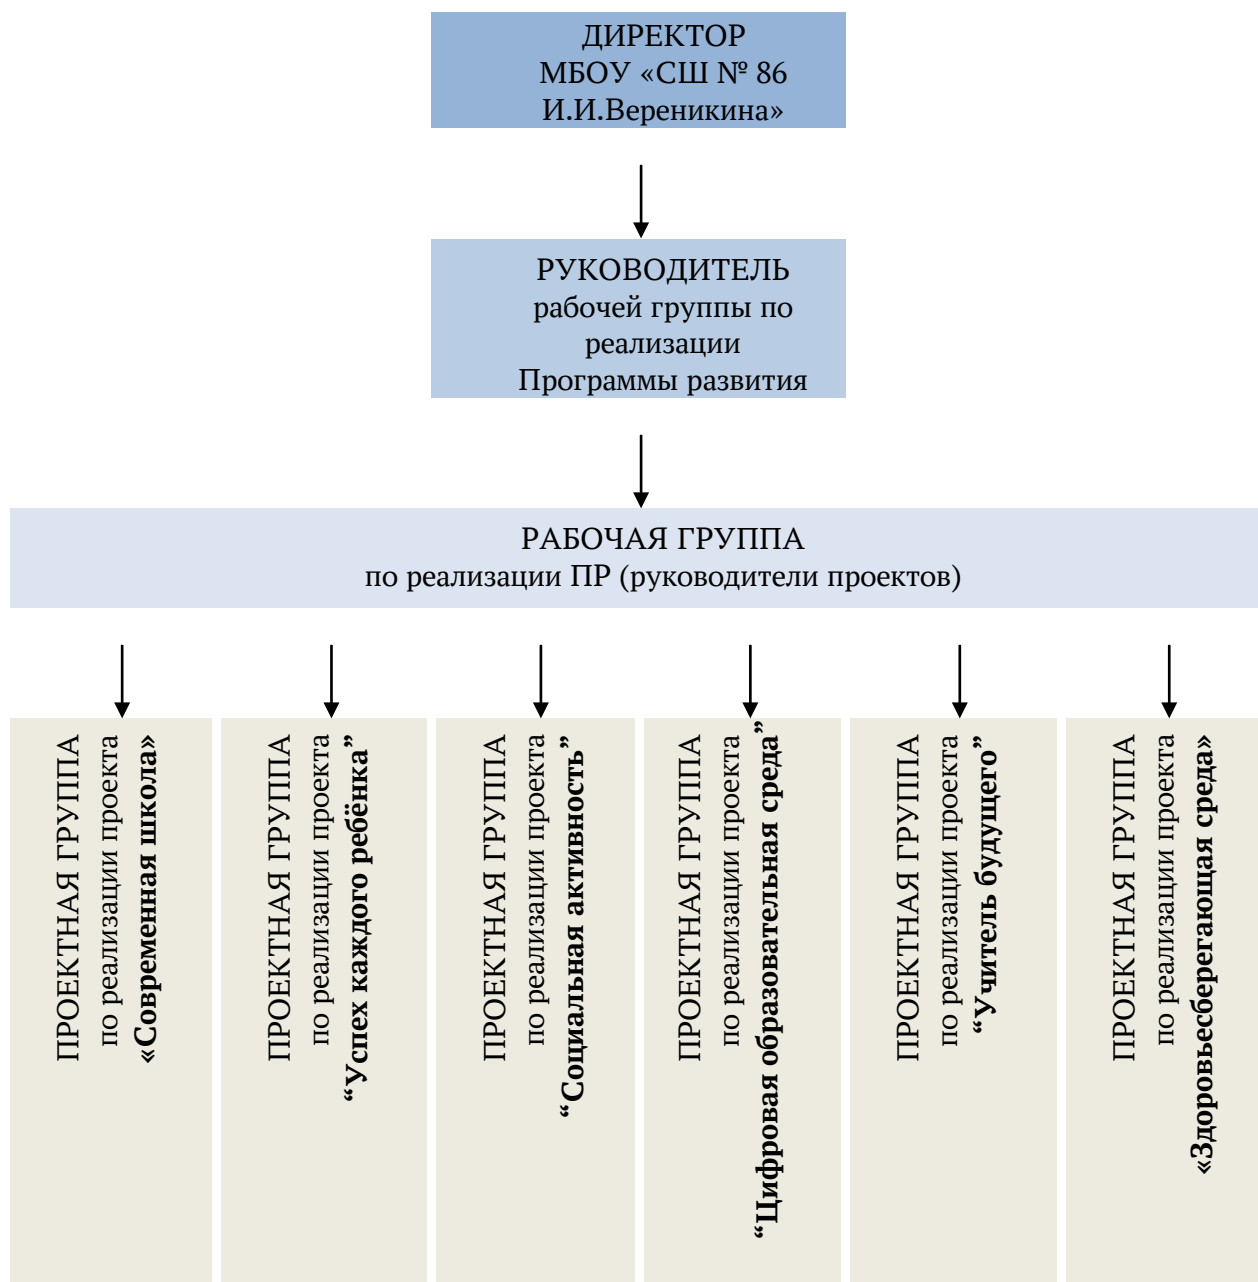 ДИРЕКТОР
МБОУ «СШ № 86
И.И.Вереникина»
РУКОВОДИТЕЛЬ
рабочей группы по
реализации
Программы развития
РАБОЧАЯ ГРУППА
по реализации ПР (руководители проектов)
ПРОЕКТНАЯ ГРУППА
по реализации проекта
«Современная школа»
ПРОЕКТНАЯ ГРУППА
по реализации проекта
“Успех каждого ребёнка”
ПРОЕКТНАЯ ГРУППА
по реализации проекта
“Социальная активность”
ПРОЕКТНАЯ ГРУППА
по реализации проекта
“Цифровая образовательная среда”
ПРОЕКТНАЯ ГРУППА
по реализации проекта
“Учитель будущего”
ПРОЕКТНАЯ ГРУППА
по реализации проекта
«Здоровьесберегающая среда»